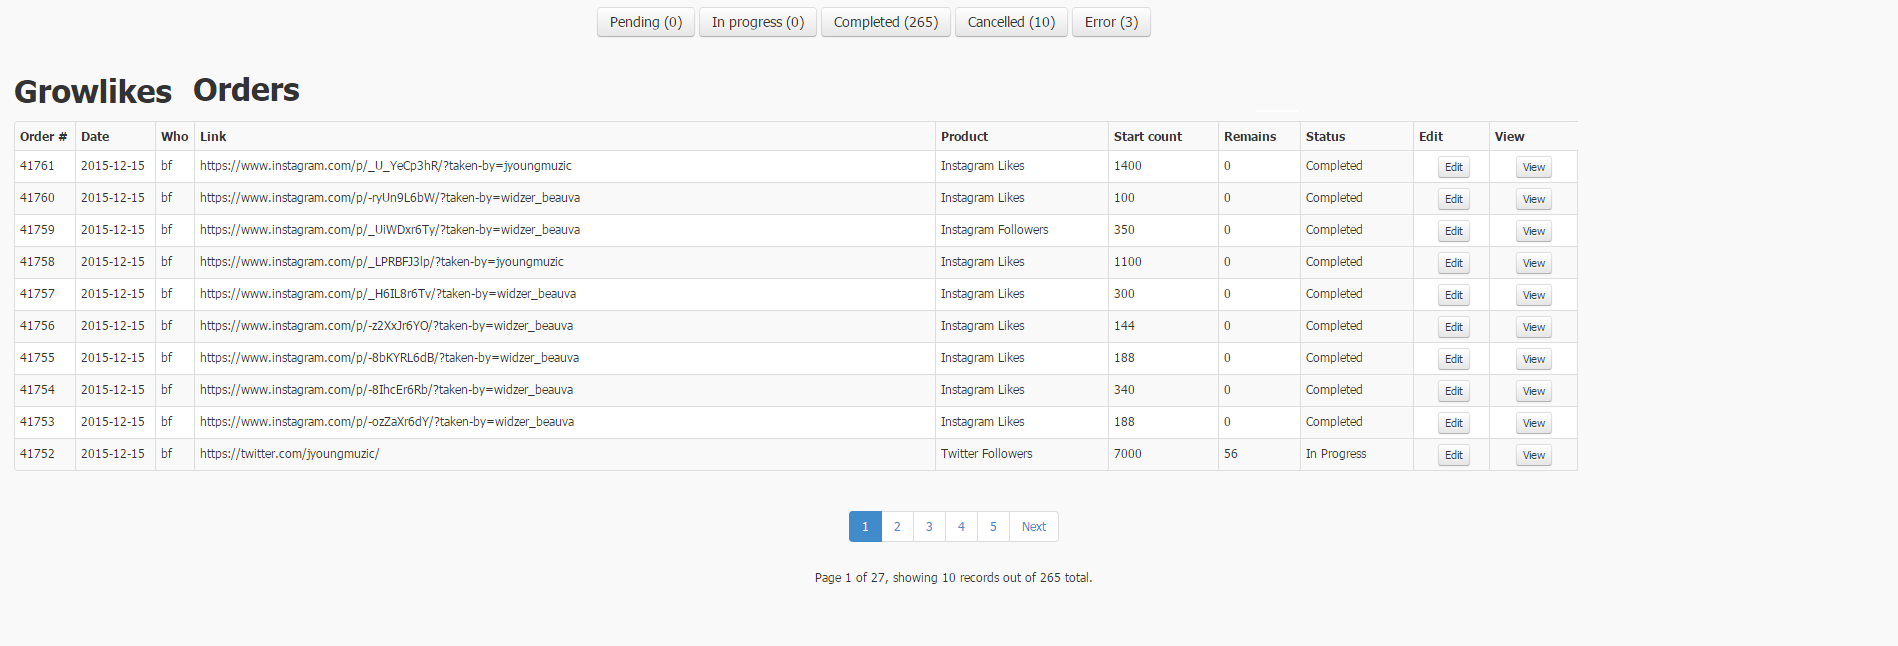 Pending (0) In progress (0) Completed (265) Cancelled (10) Error (3)
Growlikes Orders
Order # Date Who Link Product Start count Remains Status Edit View
41761 2015-12-15 bf https://www.instagram.com/p/_U_YeCp3hR/?taken-by=jyoungmuzic Instagram Likes 1400 0 Completed Edit View
41760 2015-12-15 bf https://www.instagram.com/p/-ryUn9L6bW/?taken-by=widzer_beauva Instagram Likes 100 0 Completed Edit View
41759 2015-12-15 bf https://www.instagram.com/p/_UiWDxr6Ty/?taken-by=widzer_beauva Instagram Followers 350 0 Completed Edit View
41758 2015-12-15 bf https://www.instagram.com/p/_LPRBFJ3lp/?taken-by=jyoungmuzic Instagram Likes 1100 0 Completed Edit View
41757 2015-12-15 bf https://www.instagram.com/p/_H6IL8r6Tv/?taken-by=widzer_beauva Instagram Likes 300 0 Completed Edit View
41756 2015-12-15 bf https://www.instagram.com/p/-z2XxJr6YO/?taken-by=widzer_beauva Instagram Likes 144 0 Completed Edit View
41755 2015-12-15 bf https://www.instagram.com/p/-8bKYRL6dB/?taken-by=widzer_beauva Instagram Likes 188 0 Completed Edit View
41754 2015-12-15 bf https://www.instagram.com/p/-8IhcEr6Rb/?taken-by=widzer_beauva Instagram Likes 340 0 Completed Edit View
41753 2015-12-15 bf https://www.instagram.com/p/-ozZaXr6dY/?taken-by=widzer_beauva Instagram Likes 188 0 Completed Edit View
41752 2015-12-15 bf https://twitter.com/jyoungmuzic/ Twitter Followers 7000 56 In Progress Edit View
1 2 3 4 5 Next
Page 1 of 27, showing 10 records out of 265 total.